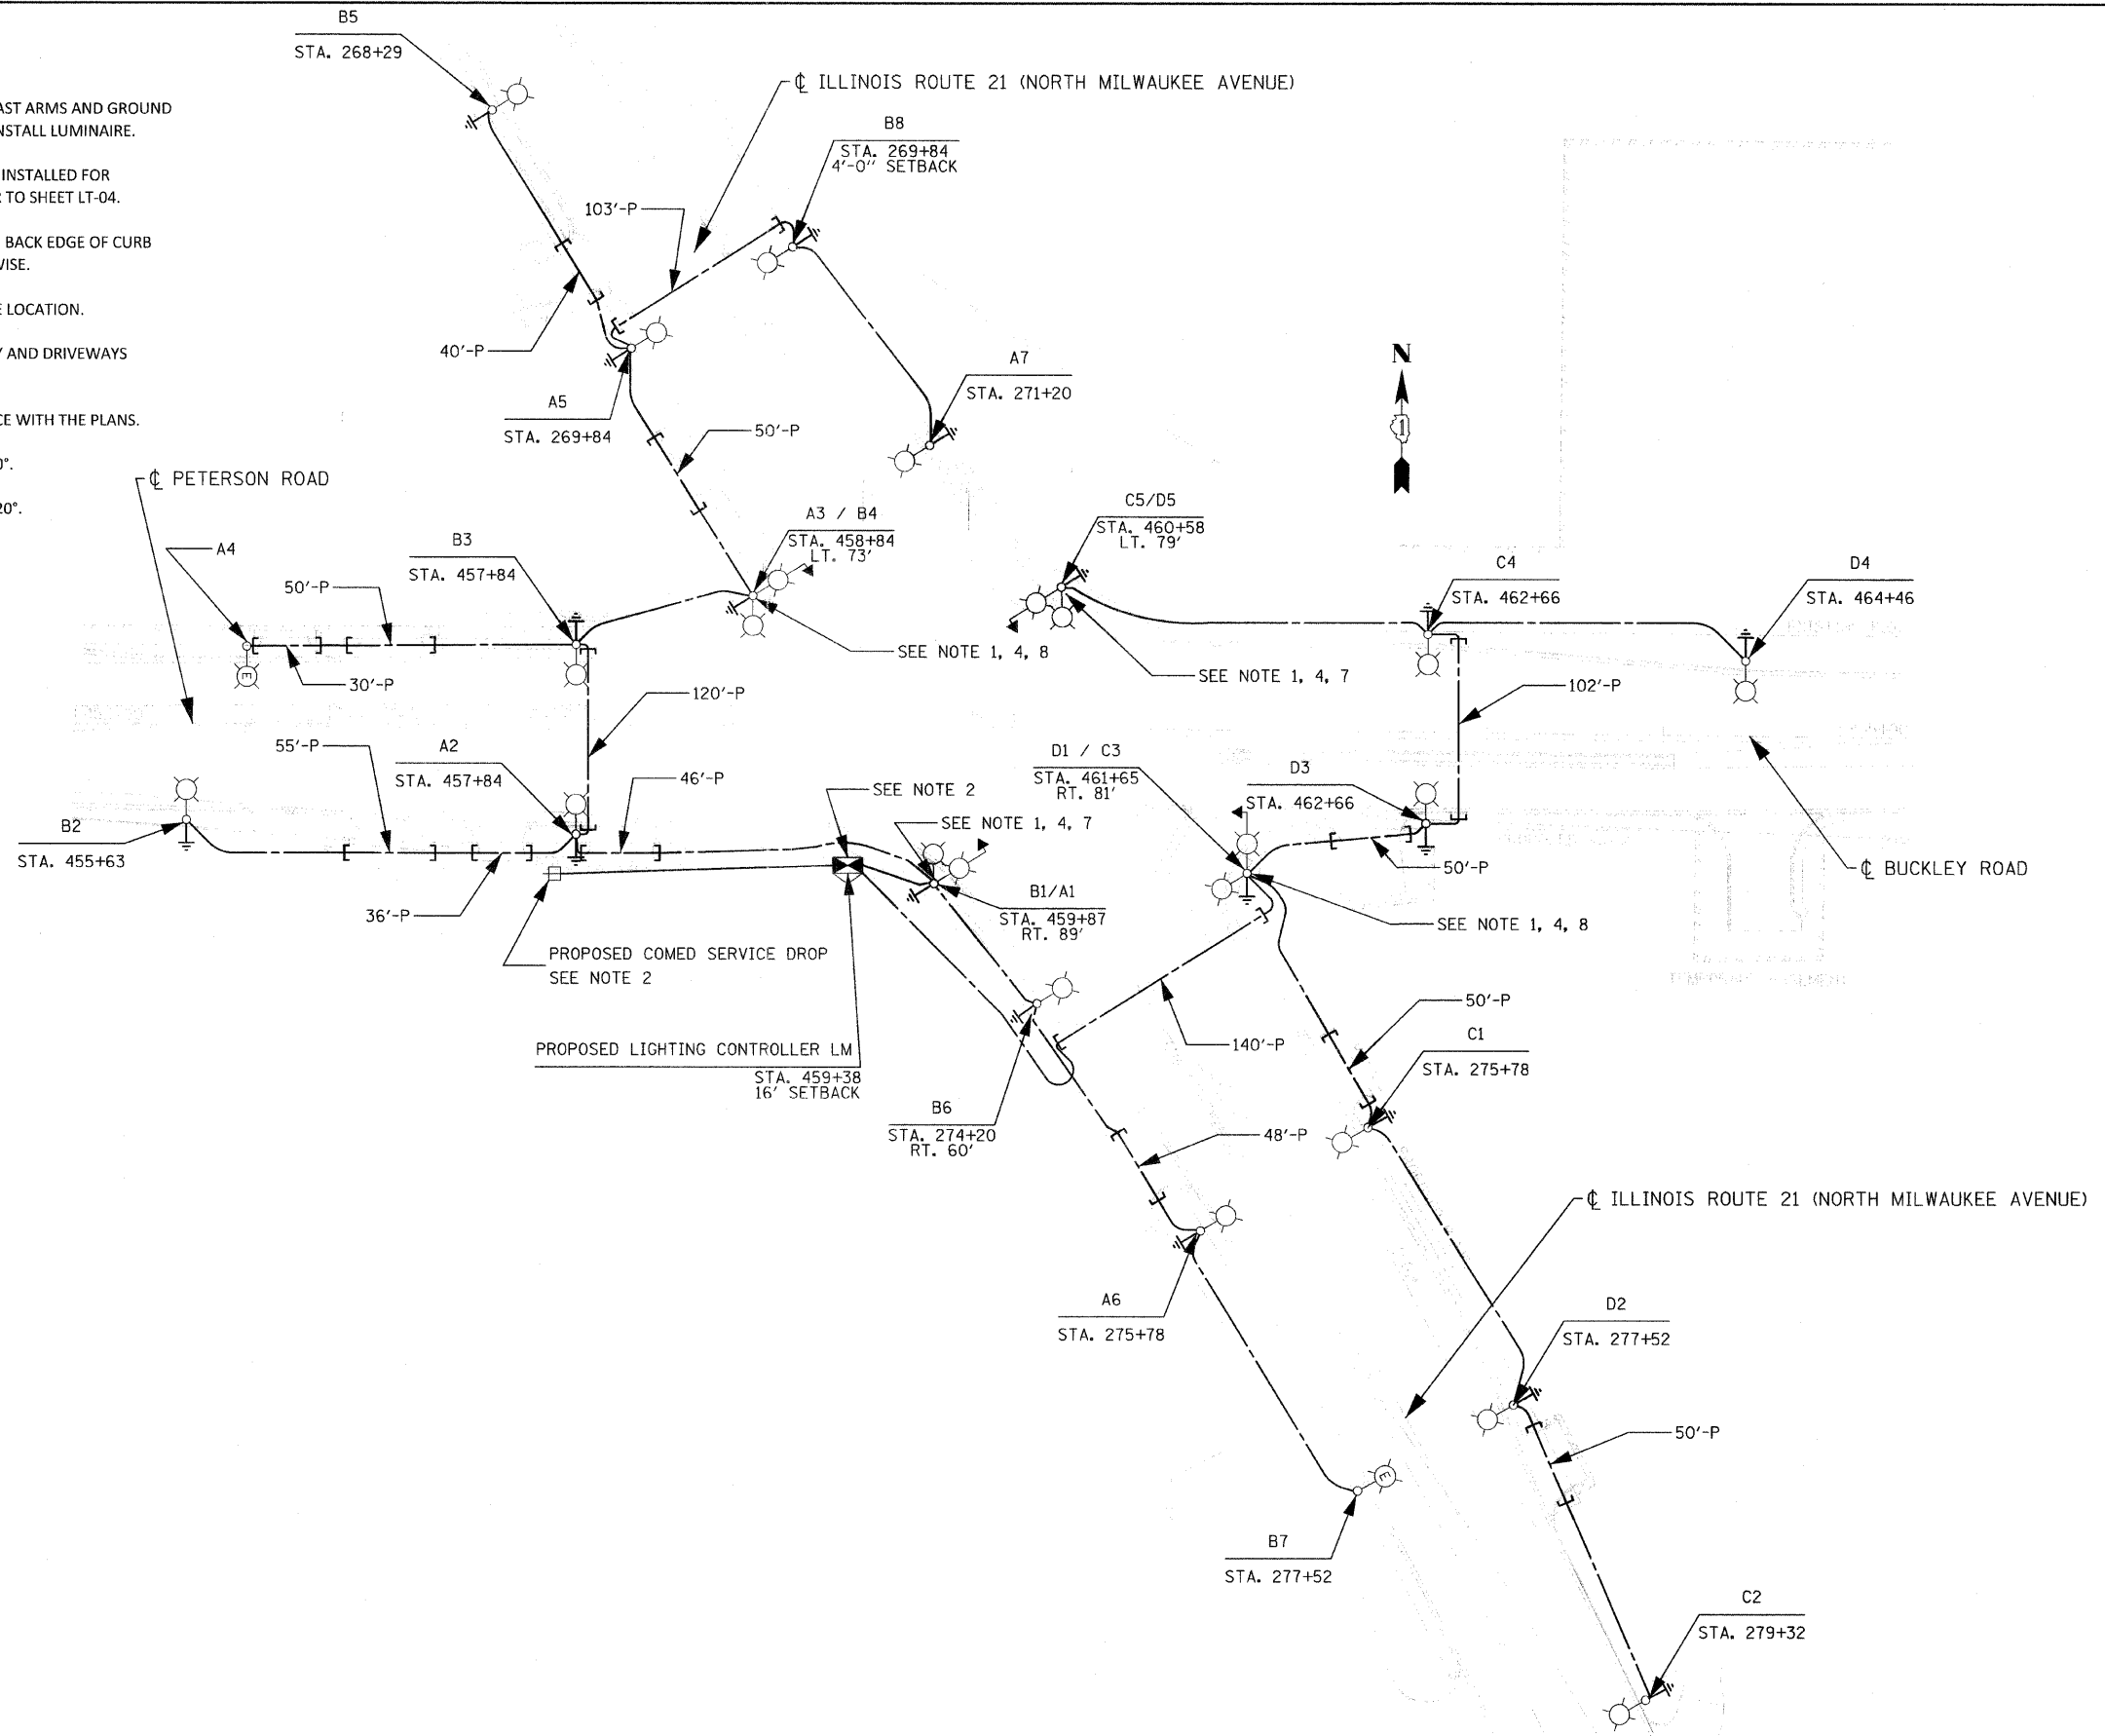 B5
STA. 268+29
AST ARMS AND GROUND
NSTALL LUMINAIRE.
INSTALLED FOR
TO SHEET LT-04.
BACK EDGE OF CURB
WISE.
E LOCATION.
AND DRIVEWAYS
CE WITH THE PLANS.
0°.
20°.
℄ ILLINOIS ROUTE 21 (NORTH MILWAUKEE AVENUE)
B8
STA. 269+84
4'-0" SETBACK
103'-P
40'-P
A5
STA. 269+84
A7
STA. 271+20
50'-P
N
1
℄ PETERSON ROAD
A4
50'-P
B3
STA. 457+84
A3 / B4
STA. 458+84
LT. 73'
C5/D5
STA. 460+58
LT. 79'
C4
STA. 462+66
D4
STA. 464+46
SEE NOTE 1, 4, 8
SEE NOTE 1, 4, 7
E
30'-P
120'-P
102'-P
55'-P
A2
STA. 457+84
46'-P
SEE NOTE 2
SEE NOTE 1, 4, 7
D1 / C3
STA. 461+65
RT. 81'
D3
STA. 462+66
B2
STA. 455+63
50'-P
℄ BUCKLEY ROAD
36'-P
B1/A1
STA. 459+87
RT. 89'
SEE NOTE 1, 4, 8
PROPOSED COMED SERVICE DROP
SEE NOTE 2
50'-P
PROPOSED LIGHTING CONTROLLER LM
STA. 459+38
16' SETBACK
140'-P
C1
STA. 275+78
B6
STA. 274+20
RT. 60'
48'-P
℄ ILLINOIS ROUTE 21 (NORTH MILWAUKEE AVENUE)
A6
STA. 275+78
D2
STA. 277+52
50'-P
E
B7
STA. 277+52
C2
STA. 279+32